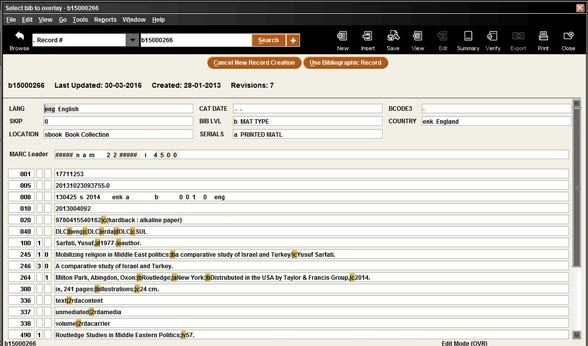 Select bib to overlay - b15000266
File Edit View Go Tools Reports Window Help
Browse . Record # b15000266 Search + New Insert Save View Edit Summary Verify Export Print Close
Cancel New Record Creation Use Bibliographic Record
b15000266 Last Updated: 30-03-2016 Created: 28-01-2013 Revisions: 7
LANG eng English CAT DATE - - BCODE3 -
SKIP 0 BIB LVL b MAT TYPE COUNTRY enk England
LOCATION sbook Book Collection SERIALS a PRINTED MATL
MARC Leader ##### n a m 2 2 ##### i 4 5 0 0
001 17711253
005 20131023093755.0
008 130425 s 2014 enk a b 0 0 1 0 eng
010 2013004092
020 9780415540162|c(hardback : alkaline paper)
040 DLC|beng|cDLC|erda|dDLC|cSUL
100 1 Sarfati, Yusuf,|d1977-|eauthor.
245 1 0 Mobilizing religion in Middle East politics:|ba comparative study of Israel and Turkey/|cYusuf Sarfati.
246 3 0 A comparative study of Israel and Turkey.
264 1 Milton Park, Abingdon, Oxon;|bRoutledge;|aNew York;|bDistrubuted in the USA by Taylor & Francis Group,|c2014.
300 ix, 241 pages:|billustrations;|c24 cm.
336 text|2rdacontent
337 unmediated|2rdamedia
338 volume|2rdacarrier
490 1 Routledge Studies in Middle Eastern Politics;|v57.
b15000266 Edit Mode (OVR)